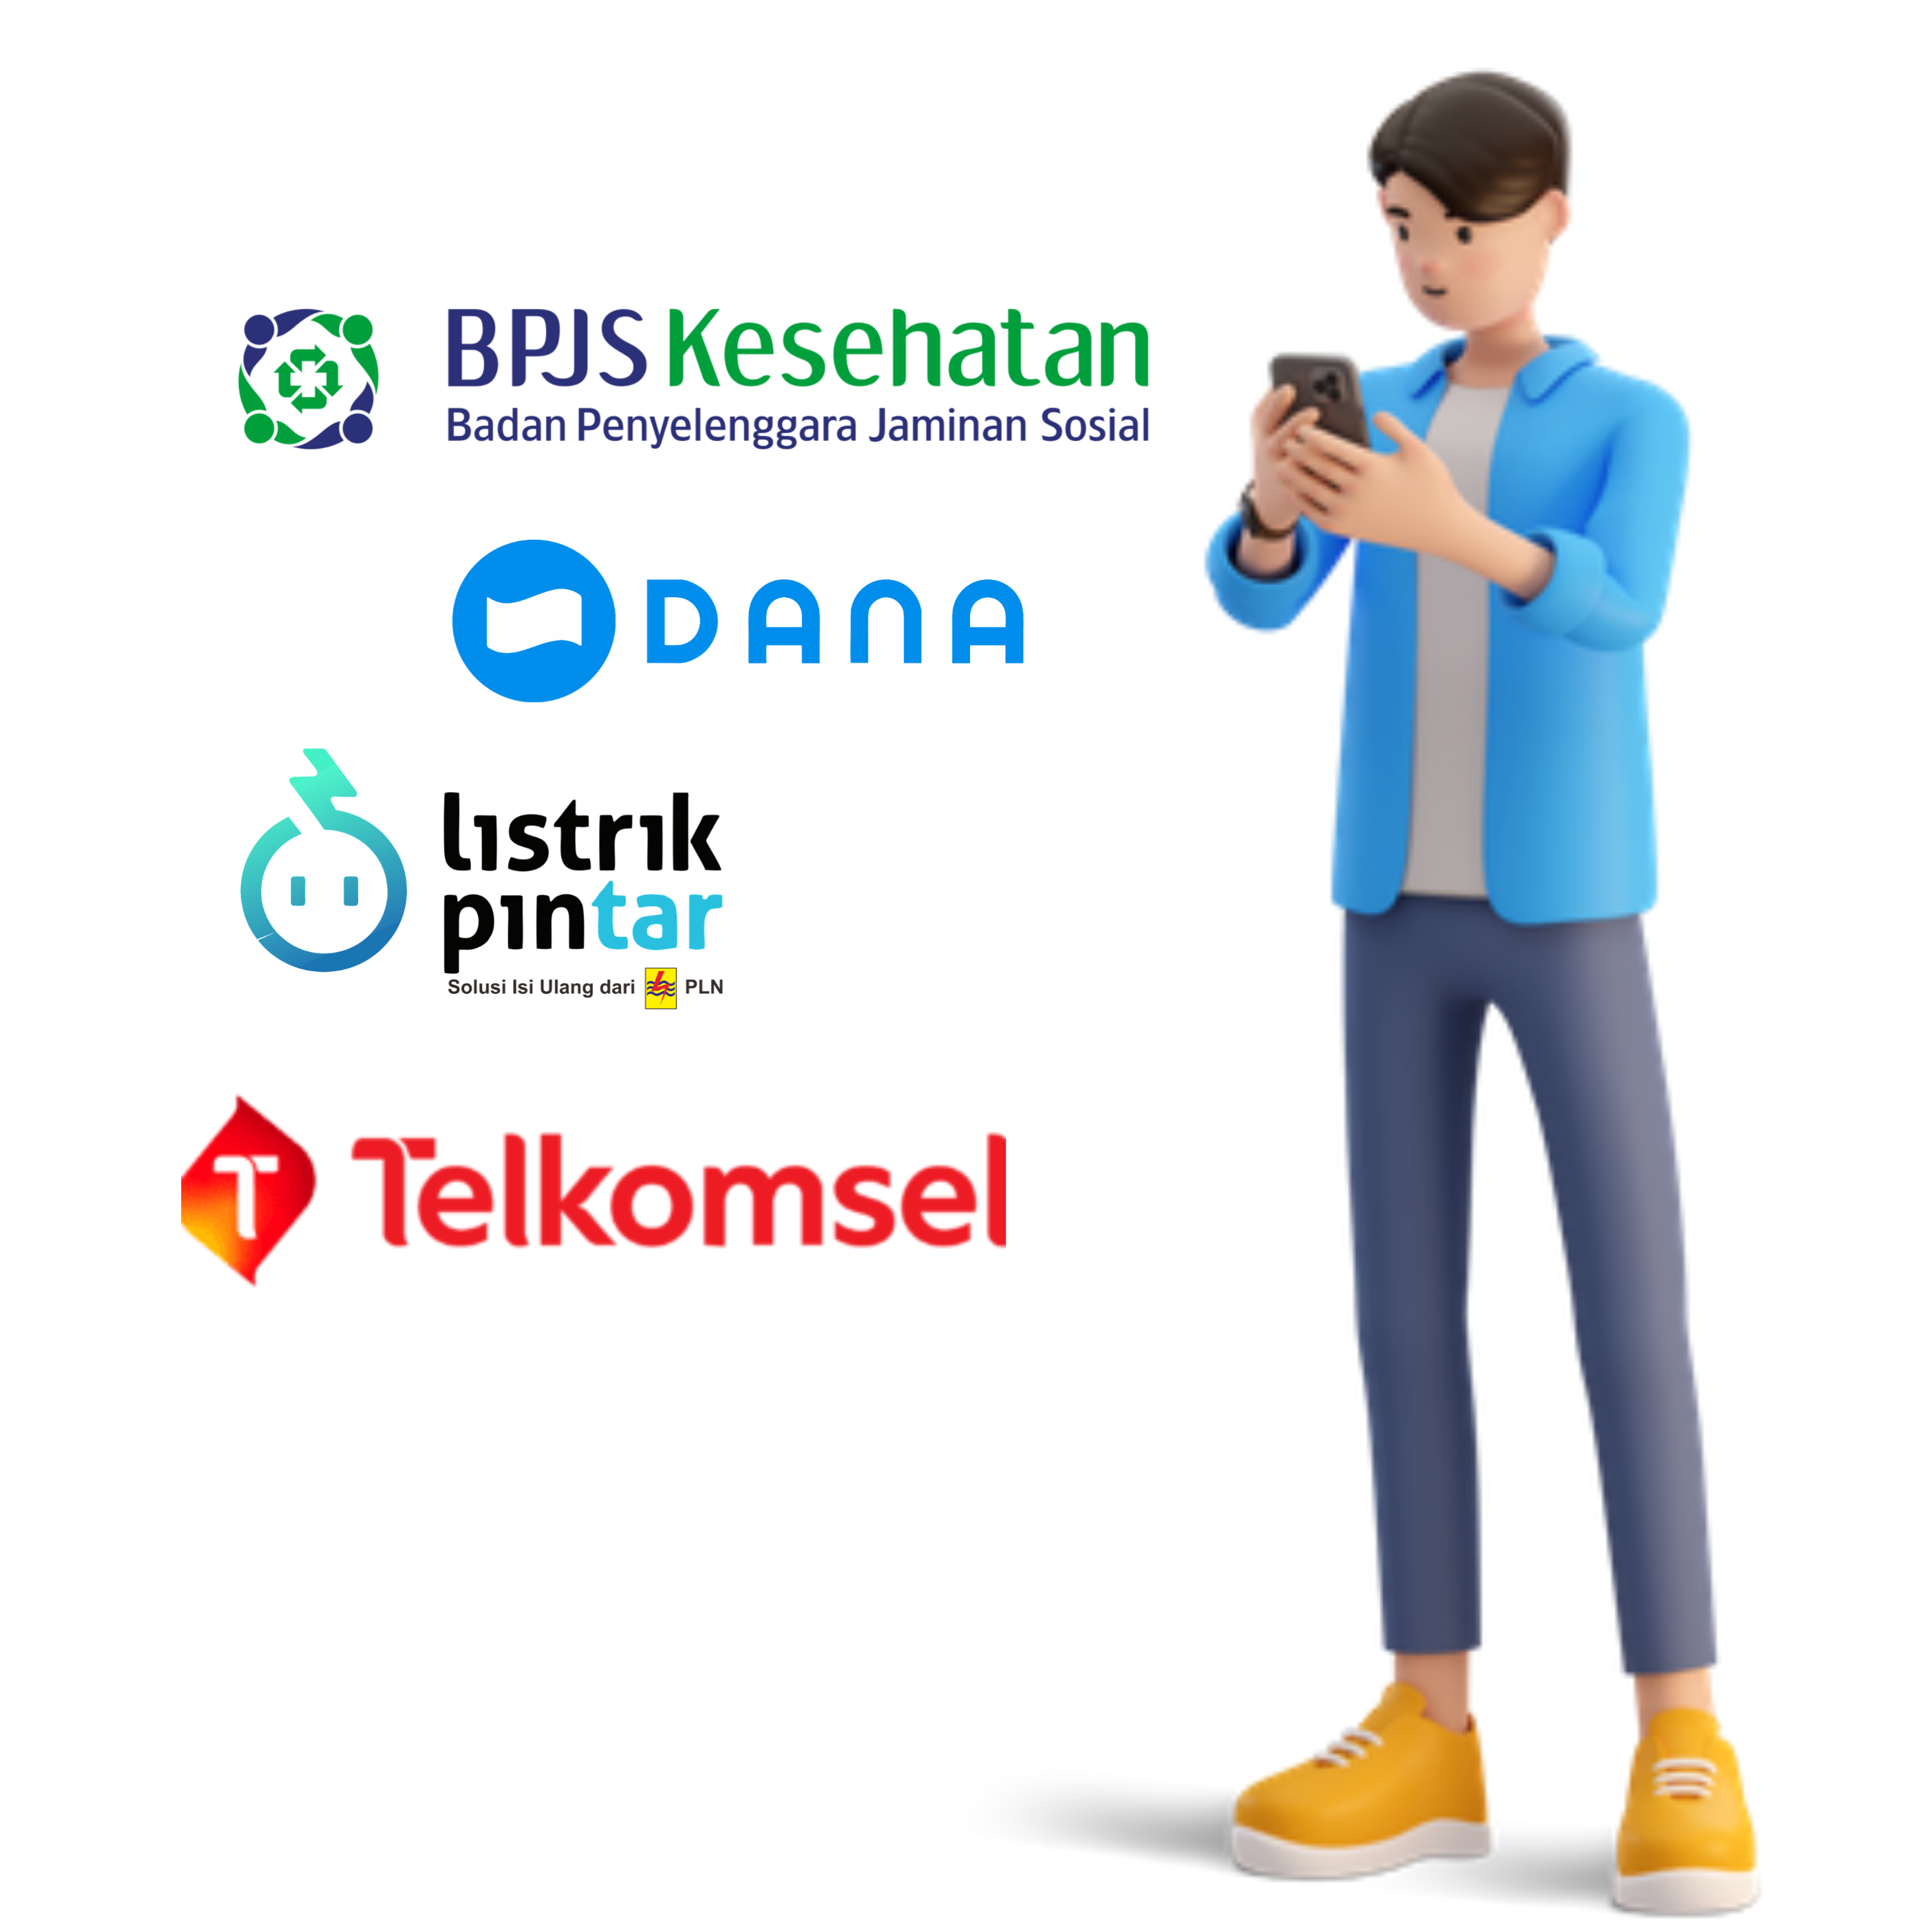 BPJS Kesehatan
Badan Penyelenggara Jaminan Sosial
DANA
listrik
pintar
Solusi Isi Ulang dari PLN
T Telkomsel